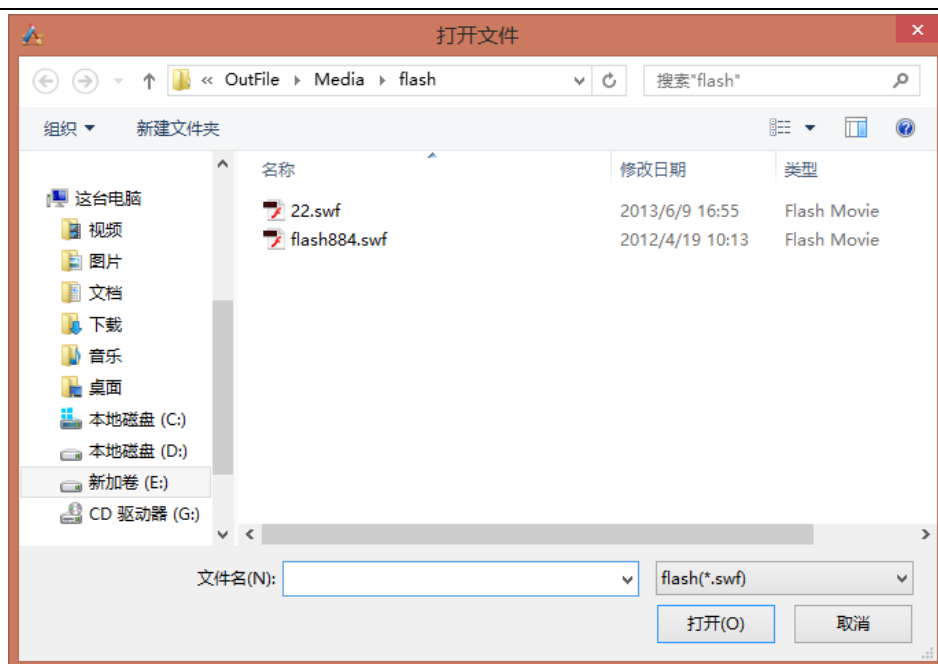 打开文件
« OutFile ▸ Media ▸ flash
搜索"flash"
组织 新建文件夹
名称 修改日期 类型
这台电脑
视频
图片
文档
下载
音乐
桌面
本地磁盘 (C:)
本地磁盘 (D:)
新加卷 (E:)
CD 驱动器 (G:)
22.swf 2013/6/9 16:55 Flash Movie
flash884.swf 2012/4/19 10:13 Flash Movie
文件名(N):
flash(*.swf)
打开(O) 取消